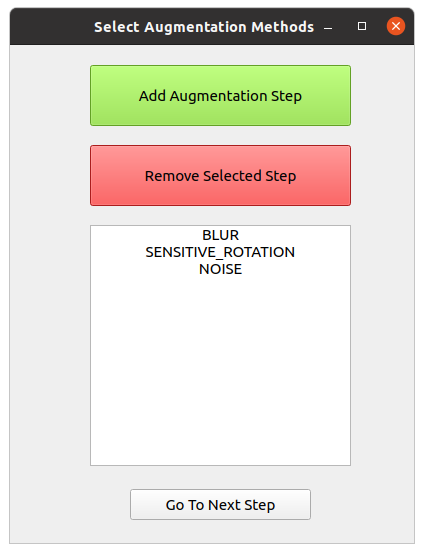 Select Augmentation Methods
Add Augmentation Step
Remove Selected Step
BLUR
SENSITIVE_ROTATION
NOISE
Go To Next Step